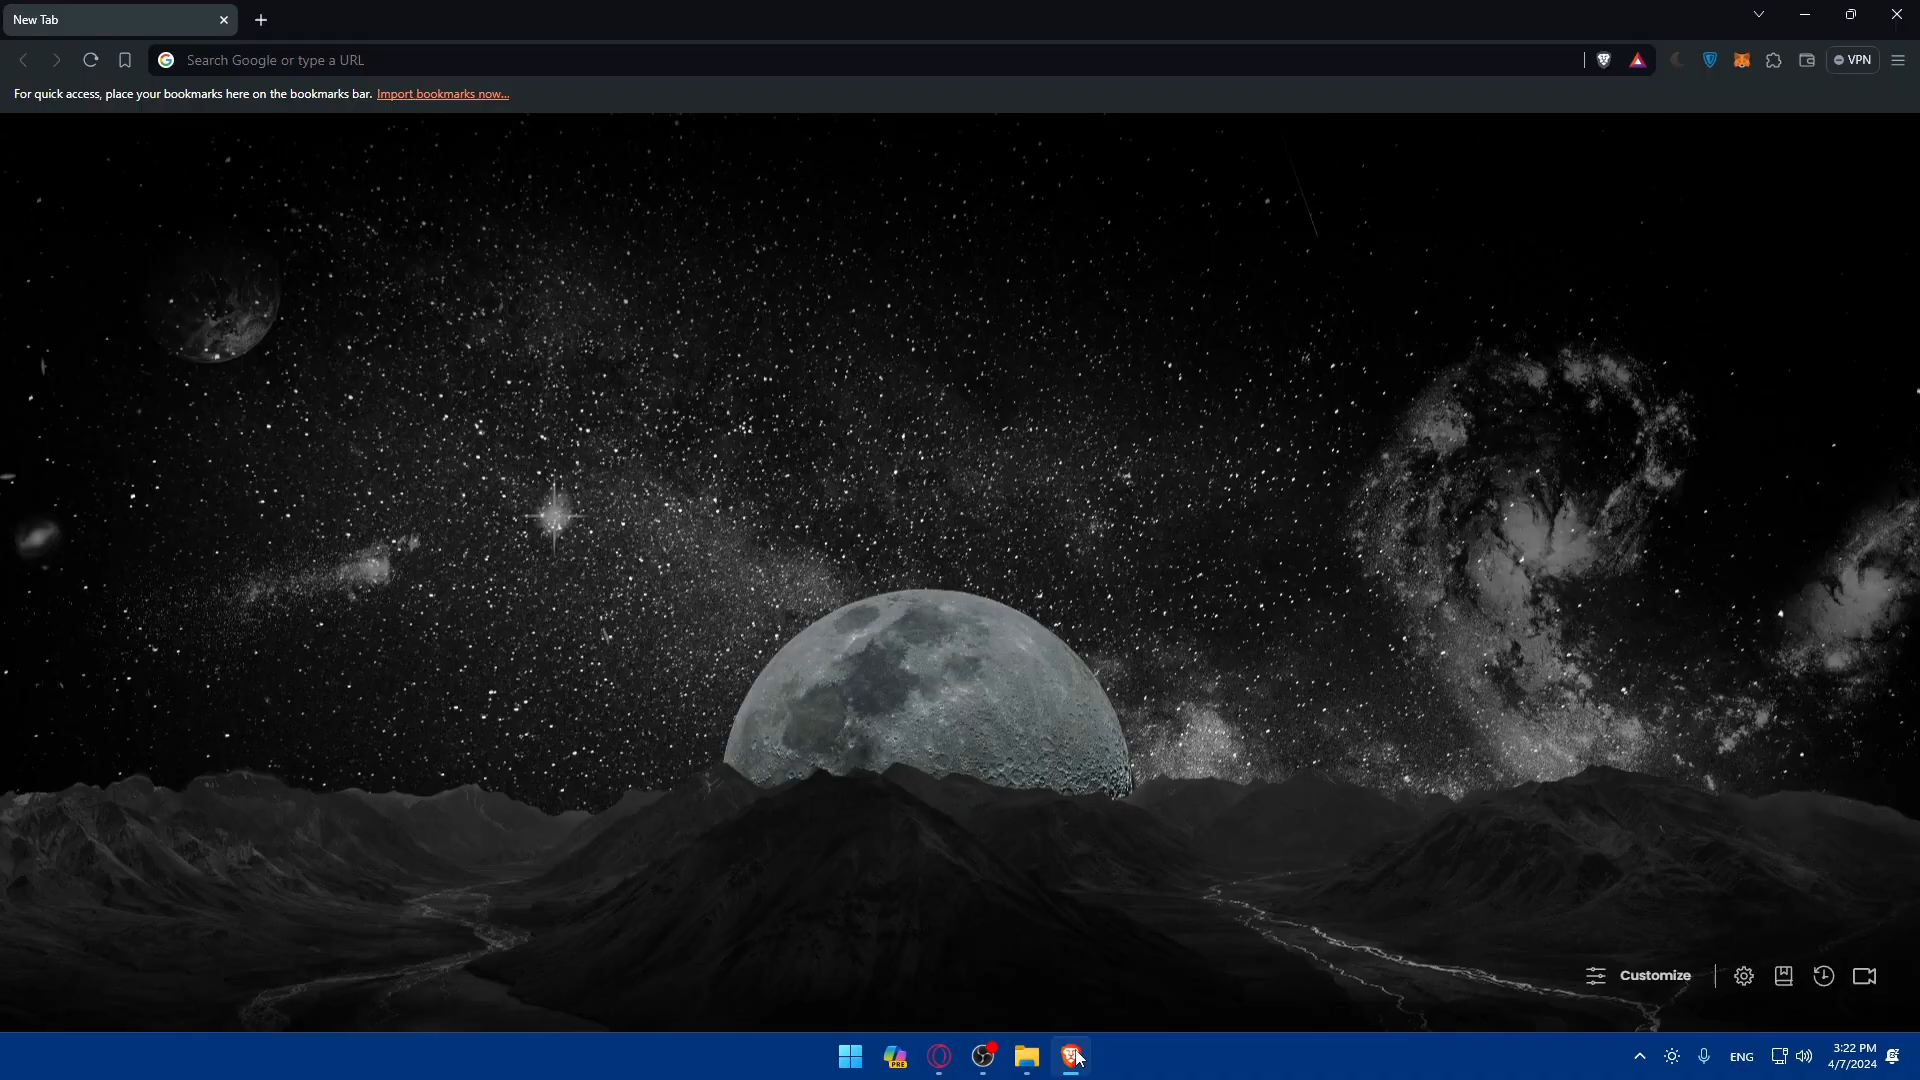 New Tab
Search Google or type a URL
VPN
For quick access, place your bookmarks here on the bookmarks bar. Import bookmarks now...
Customize
PRE
ENG
3:22 PM
4/7/2024